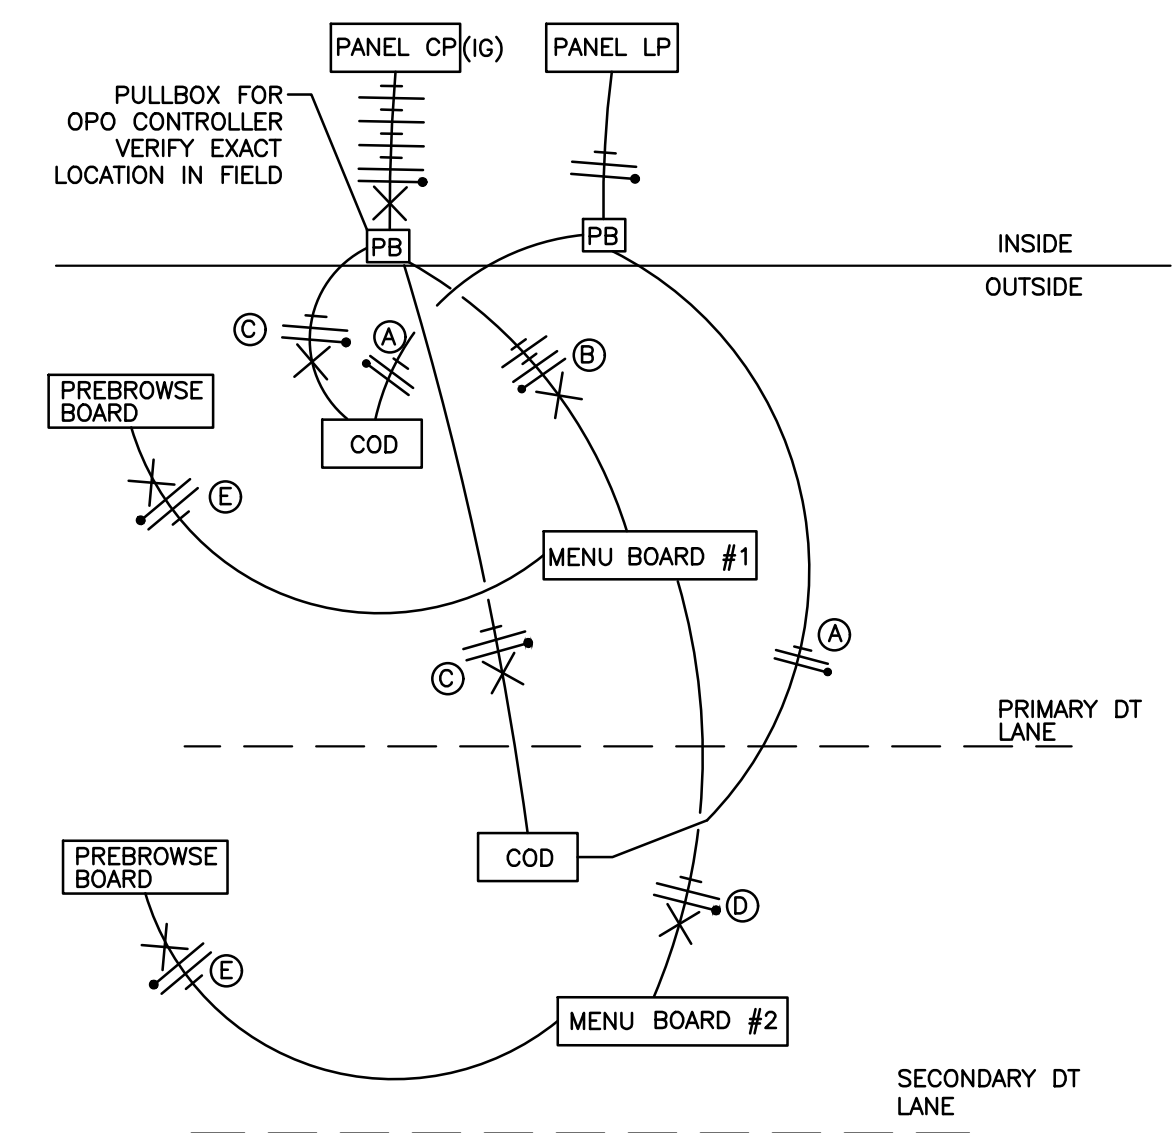 PANEL CP(IG)
PANEL LP
PULLBOX FOR
OPO CONTROLLER
VERIFY EXACT
LOCATION IN FIELD
PB
PB
INSIDE
OUTSIDE
C
A
B
PREBROWSE
BOARD
COD
E
MENU BOARD #1
A
C
PRIMARY DT
LANE
COD
PREBROWSE
BOARD
D
E
MENU BOARD #2
SECONDARY DT
LANE